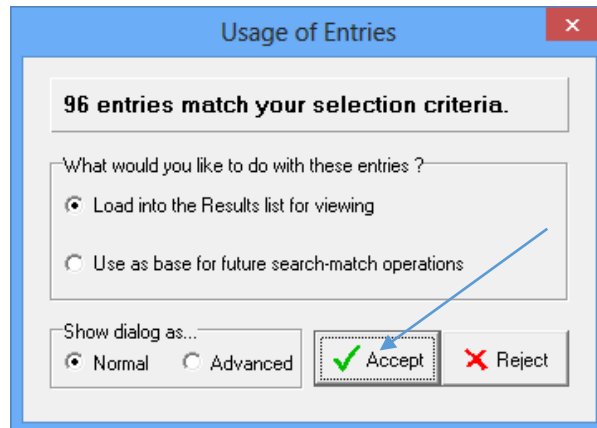 Usage of Entries
96 entries match your selection criteria.
What would you like to do with these entries ?
Load into the Results list for viewing
Use as base for future search-match operations
Show dialog as...
Normal Advanced Accept Reject